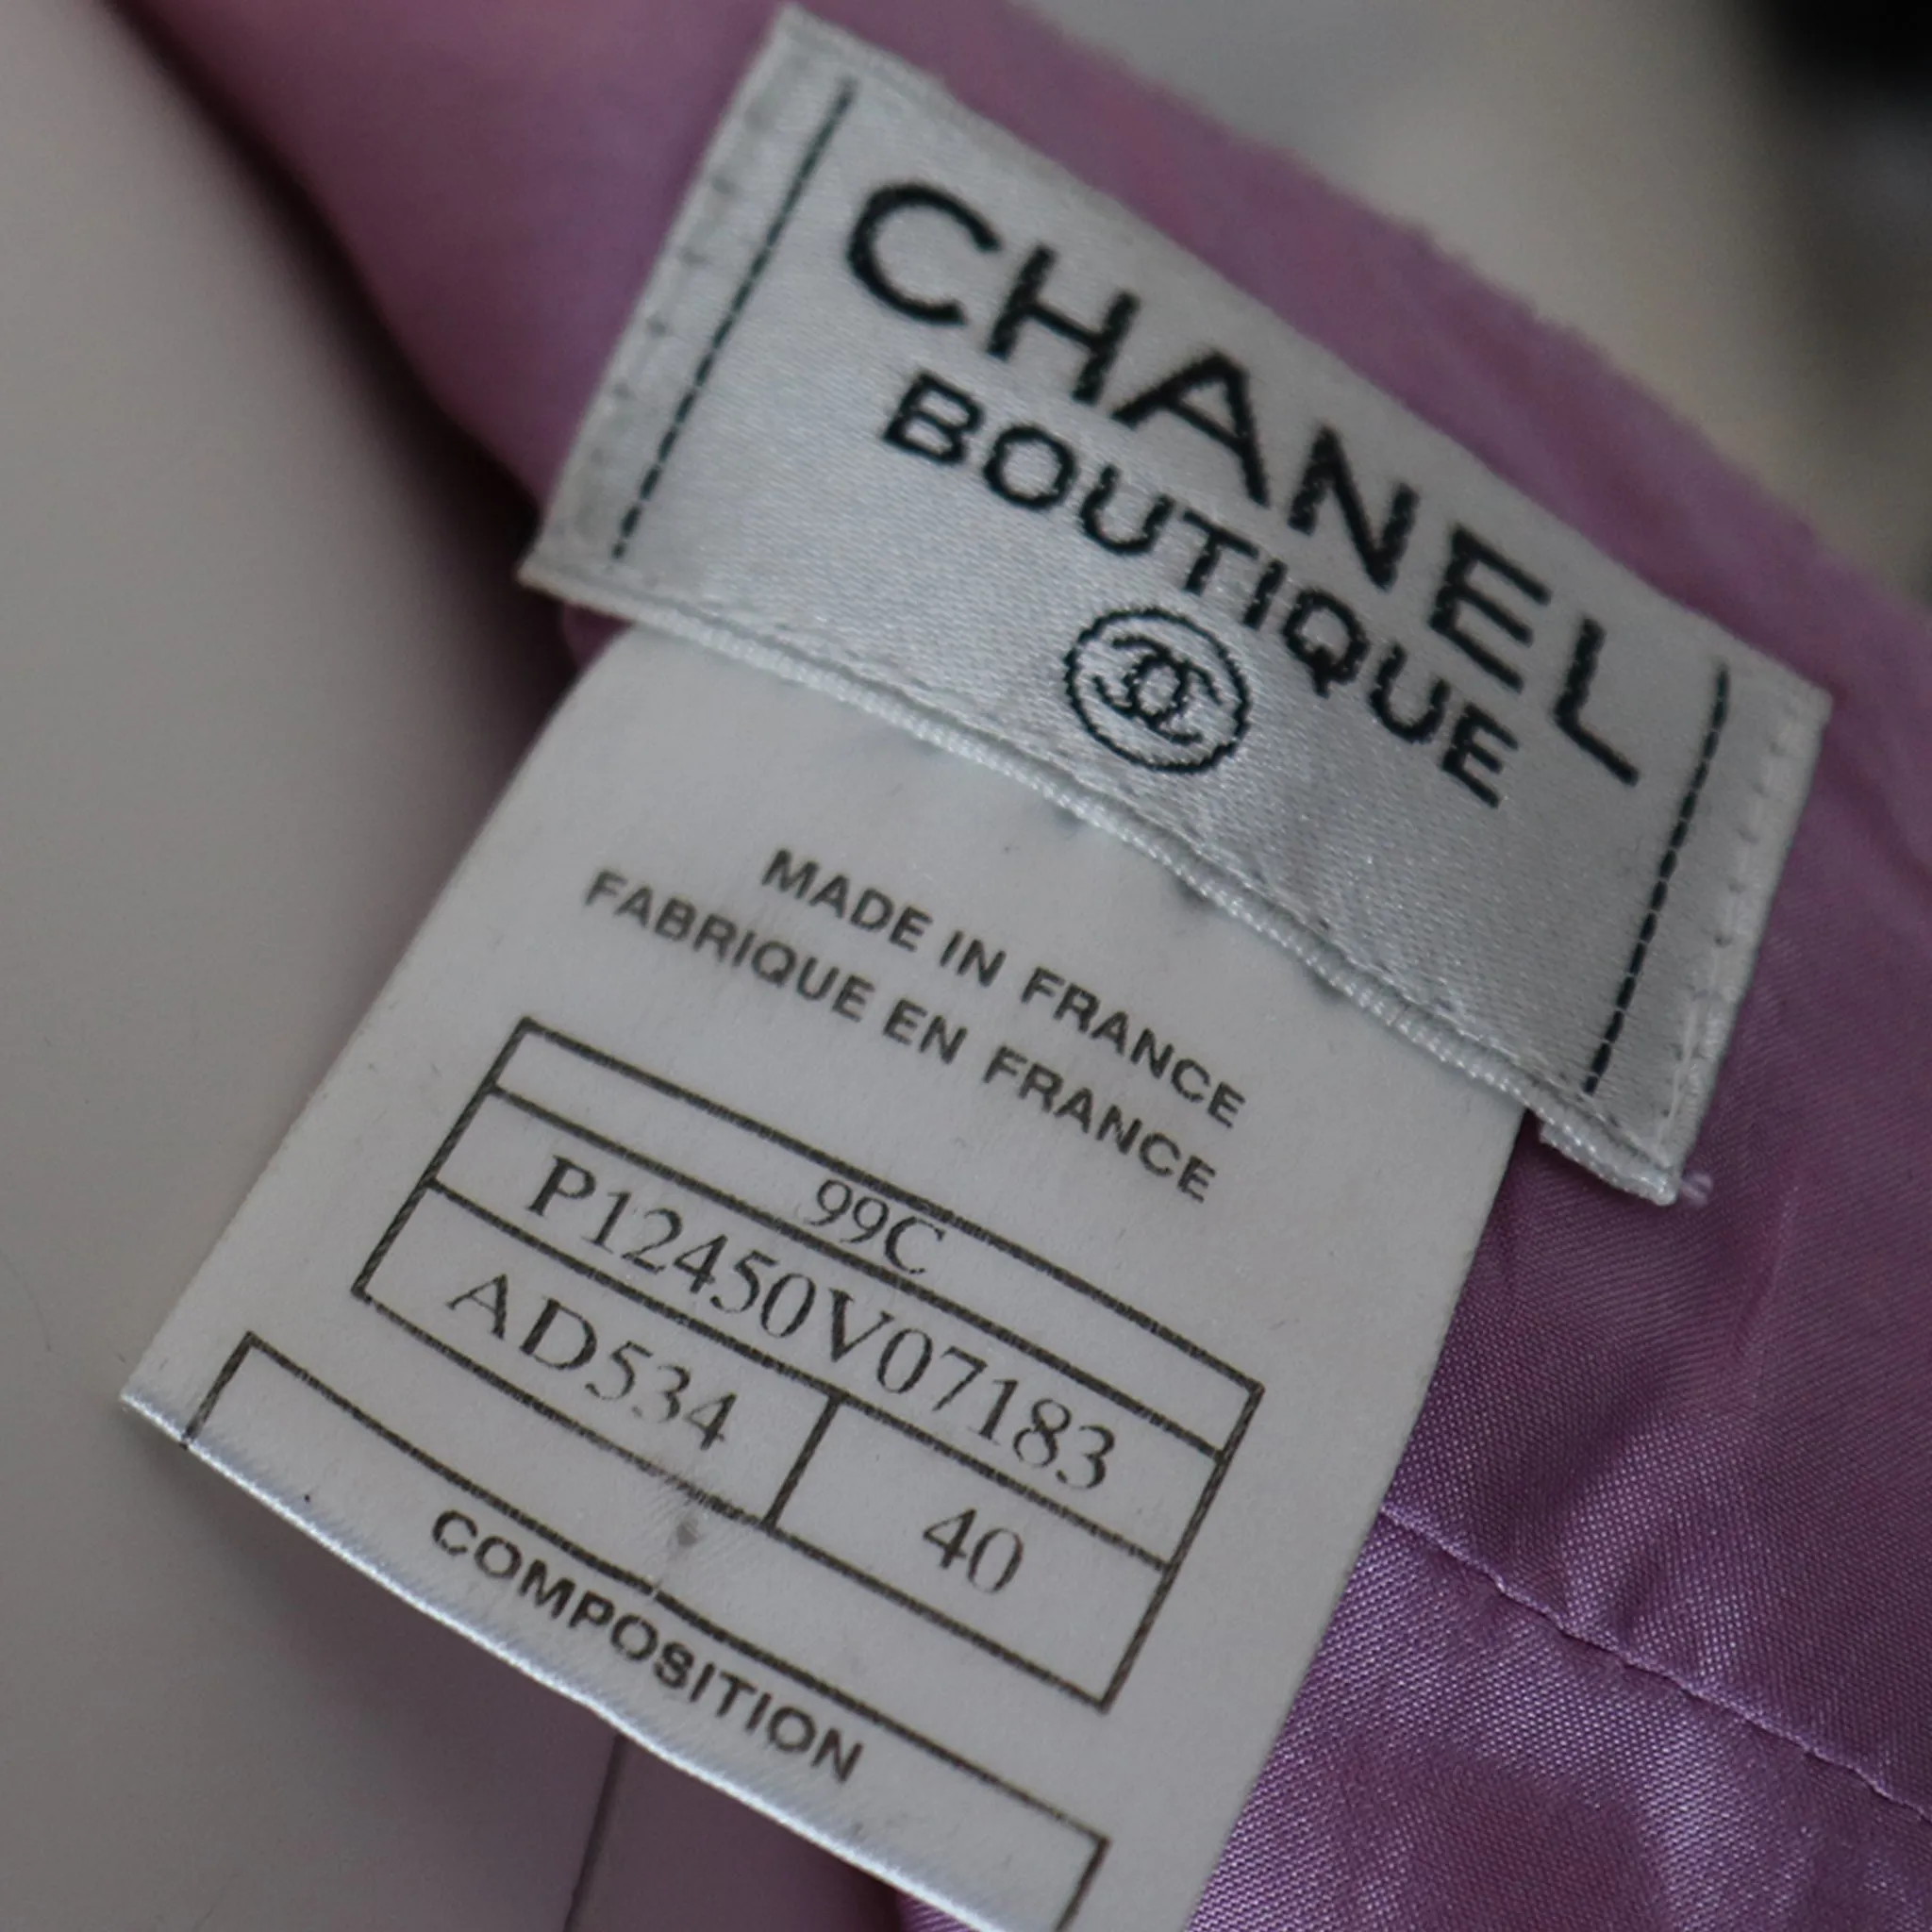 CHANEL
BOUTIQUE
MADE IN FRANCE
FABRIQUE EN FRANCE
99C
P12450V07183
AD534 40
COMPOSITION